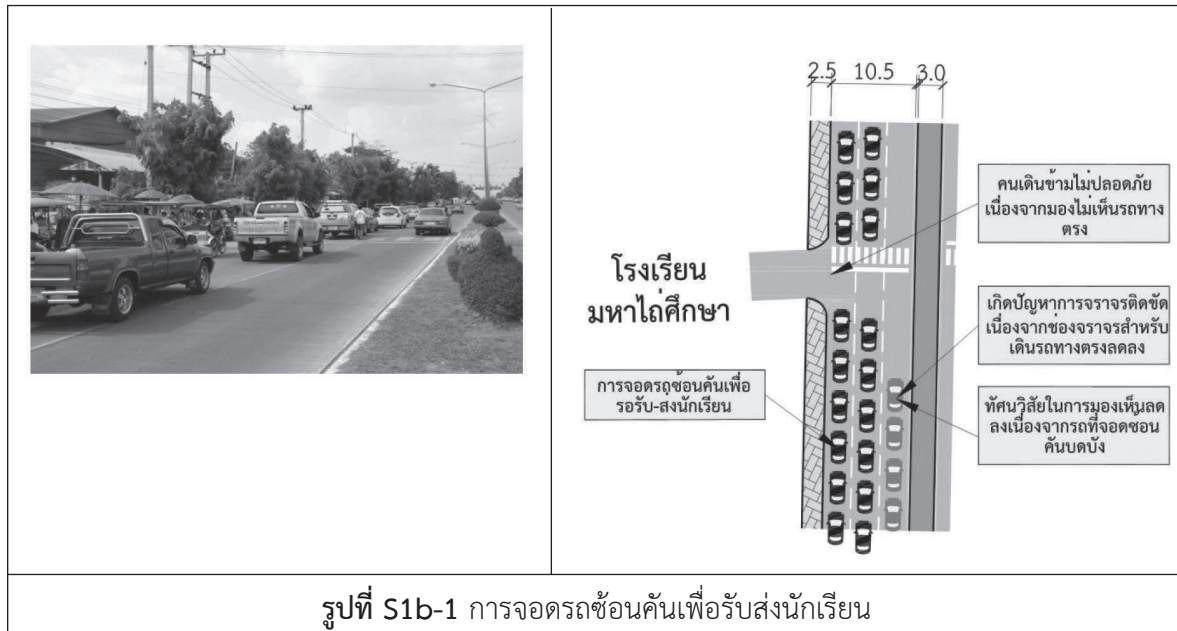 2.5 10.5 3.0
คนเดินข้ามไม่ปลอดภัย
เนื่องจากมองไม่เห็นรถทาง
ตรง
โรงเรียน
มหาไถ่ศึกษา
เกิดปัญหาการจราจรติดขัด
เนื่องจากช่องจราจรสำหรับ
เดินรถทางตรงลดลง
การจอดรถซ้อนคันเพื่อ
รอรับ-ส่งนักเรียน
ทัศนวิสัยในการมองเห็นลด
ลงเนื่องจากรถที่จอดซ้อน
คันบดบัง
รูปที่ S1b-1 การจอดรถซ้อนคันเพื่อรับส่งนักเรียน